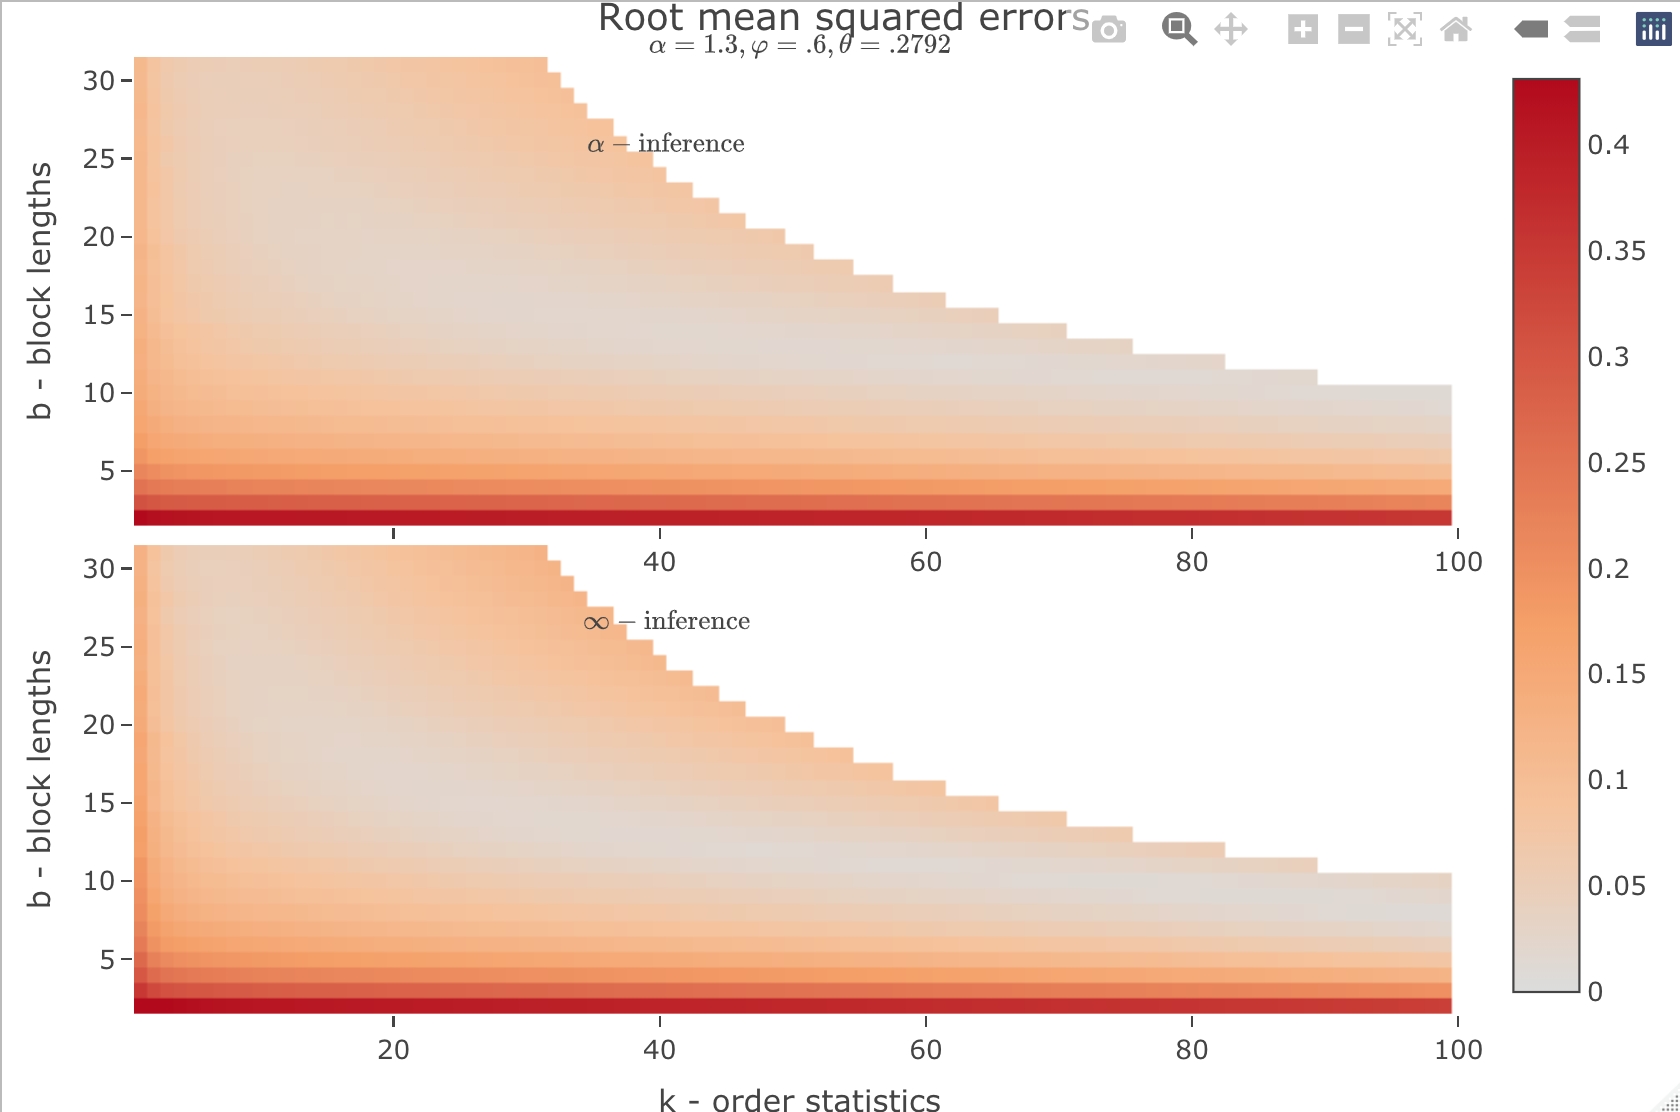 Root mean squared errors
α = 1.3, φ = .6, θ = .2792
30
25
20
15
10
5
b - block lengths
α − inference
40 60 80 100
30
25
20
15
10
5
b - block lengths
∞ − inference
20 40 60 80 100
k - order statistics
0.4
0.35
0.3
0.25
0.2
0.15
0.1
0.05
0